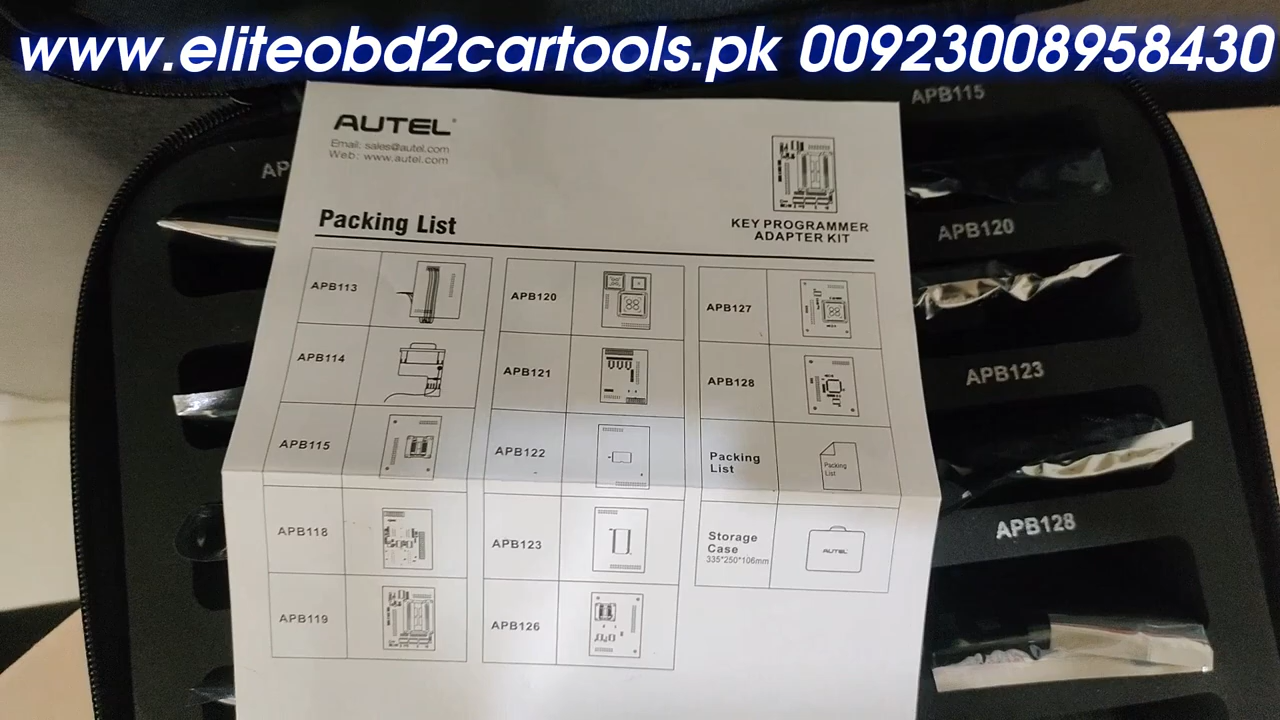 www.eliteobd2cartools.pk 00923008958430
APB115
AUTEL
Email: sales@autel.com
Web: www.autel.com
KEY PROGRAMMER
ADAPTER KIT
Packing List
APB113
APB114
APB115
APB118
APB119
APB120
APB121
APB122
APB123
APB126
APB127
APB128
Packing
List
Packing
List
Storage
Case
335*250*106mm
AUTEL
APB120
APB123
APB128